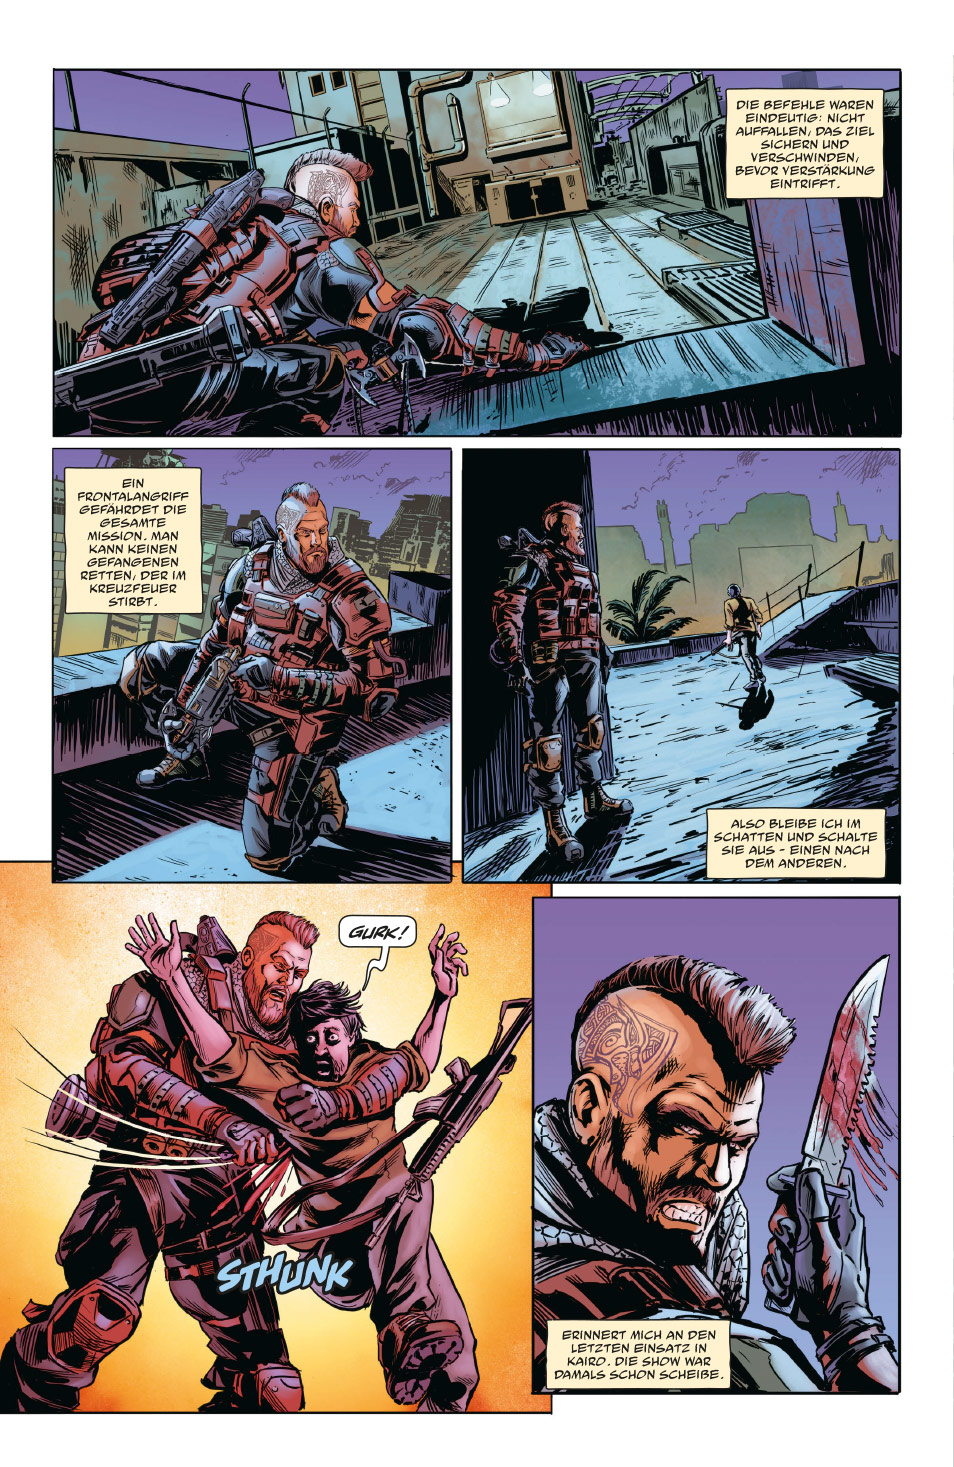 DIE BEFEHLE WAREN
EINDEUTIG: NICHT
AUFFALLEN, DAS ZIEL
SICHERN UND
VERSCHWINDEN,
BEVOR VERSTÄRKUNG
EINTRIFFT.
EIN
FRONTALANGRIFF
GEFÄHRDET DIE
GESAMTE
MISSION. MAN
KANN KEINEN
GEFANGENEN
RETTEN, DER IM
KREUZFEUER
STIRBT.
ALSO BLEIBE ICH IM
SCHATTEN UND SCHALTE
SIE AUS - EINEN NACH
DEM ANDEREN.
GURK!
STHUNK
ERINNERT MICH AN DEN
LETZTEN EINSATZ IN
KAIRO. DIE SHOW WAR
DAMALS SCHON SCHEIBE.